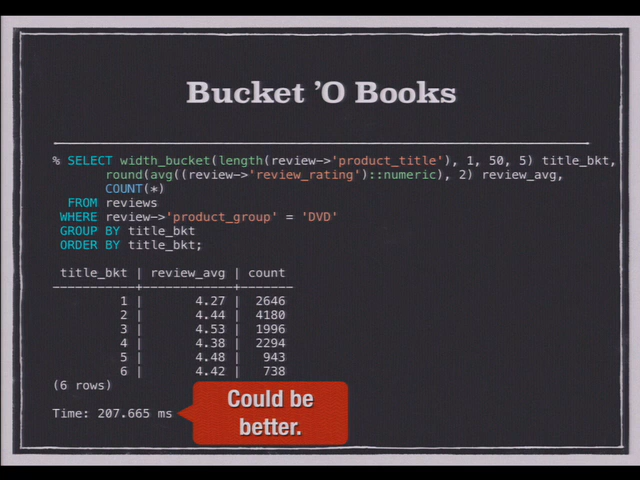 Bucket ’O Books
% SELECT width_bucket(length(review->'product_title'), 1, 50, 5) title_bkt,
round(avg((review->'review_rating')::numeric), 2) review_avg,
COUNT(*)
FROM reviews
WHERE review->'product_group' = 'DVD'
GROUP BY title_bkt
ORDER BY title_bkt;
title_bkt | review_avg | count
-----------+------------+-------
1 | 4.27 | 2646
2 | 4.44 | 4180
3 | 4.53 | 1996
4 | 4.38 | 2294
5 | 4.48 | 943
6 | 4.42 | 738
(6 rows)
Time: 207.665 ms
Could be
better.